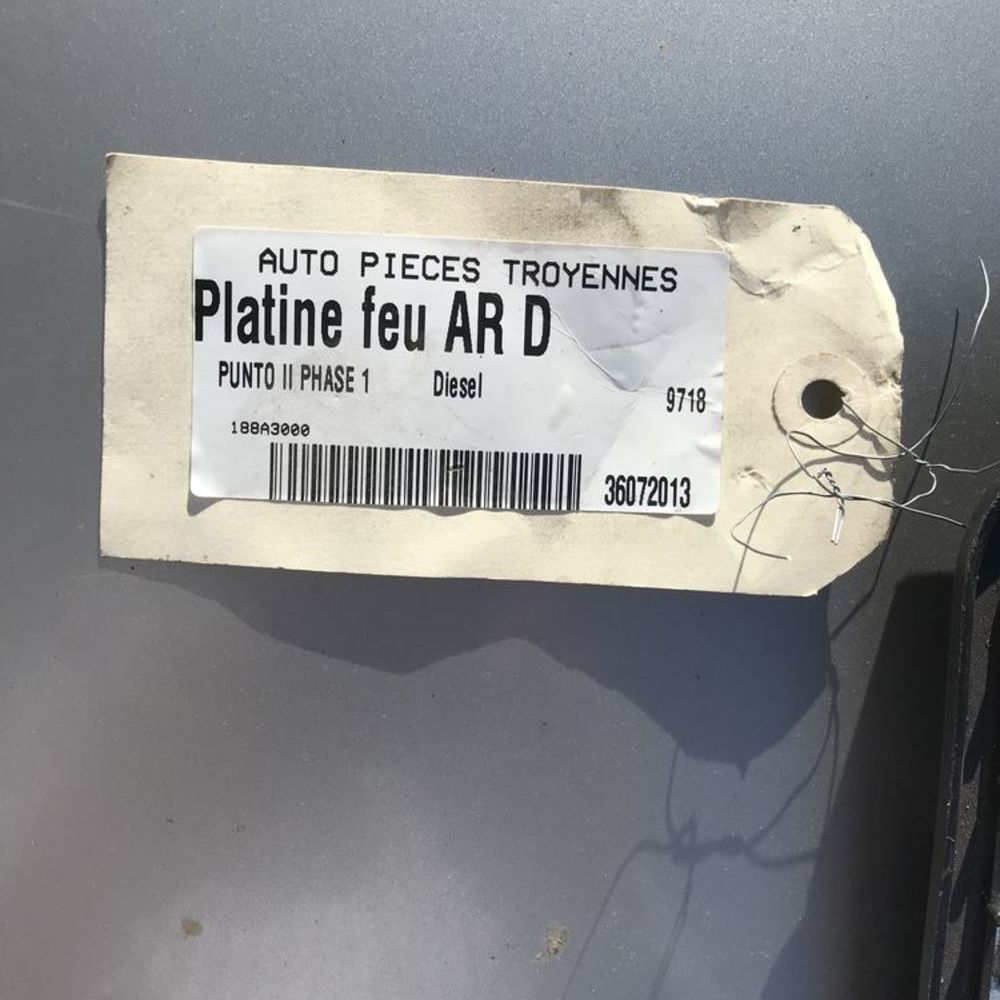 AUTO PIECES TROYENNES
Platine feu AR D
PUNTO II PHASE 1 Diesel 9718
188A3000
36072013